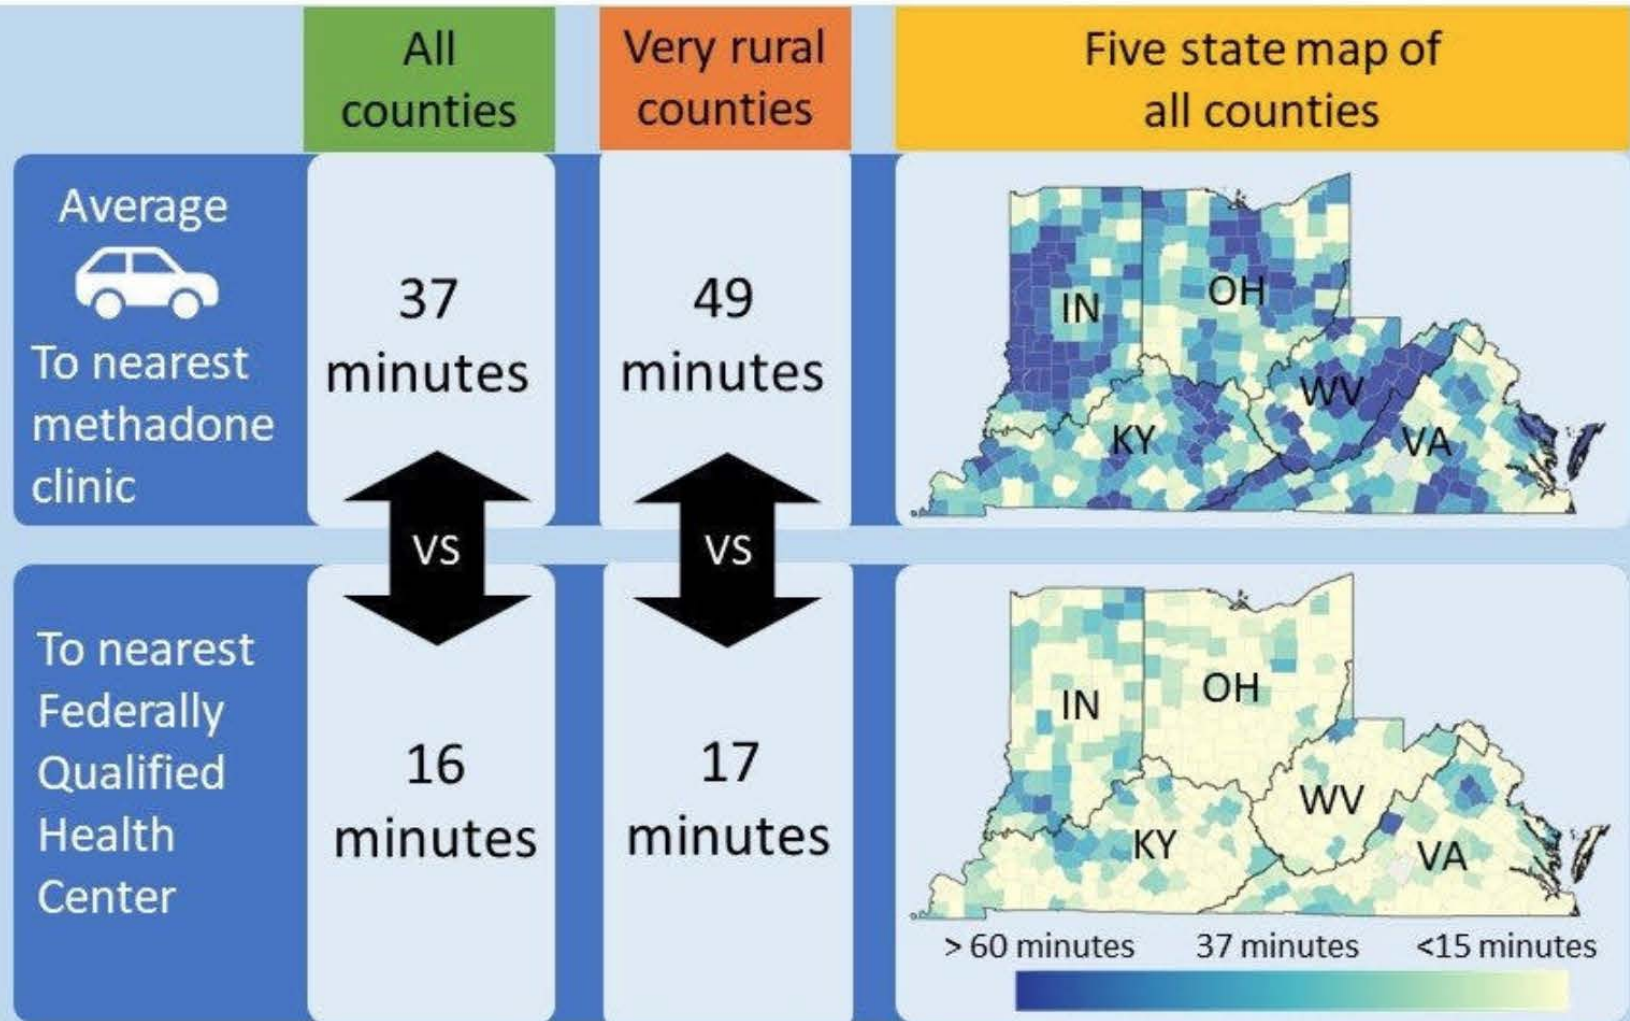 All
counties
Very rural
counties
Five state map of
all counties
Average
To nearest
methadone
clinic
37
minutes
49
minutes
IN
OH
WV
KY
VA
VS
VS
To nearest
Federally
Qualified
Health
Center
16
minutes
17
minutes
IN
OH
WV
KY
VA
> 60 minutes
37 minutes
<15 minutes